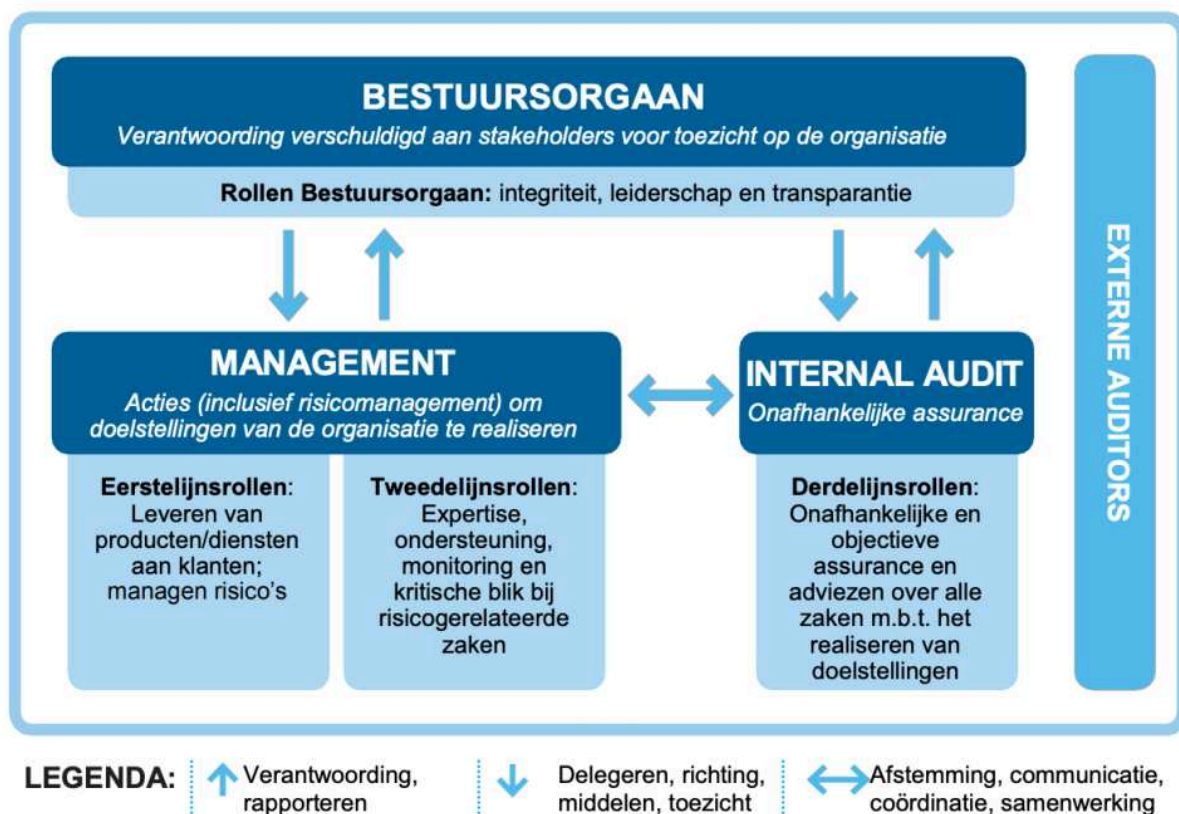 BESTUURSORGAAN
Verantwoording verschuldigd aan stakeholders voor toezicht op de organisatie
Rollen Bestuursorgaan: integriteit, leiderschap en transparantie
MANAGEMENT
Acties (inclusief risicomanagement) om
doelstellingen van de organisatie te realiseren
Eerstelijnsrollen:
Leveren van
producten/diensten
aan klanten;
managen risico's
Tweedelijnsrollen:
Expertise,
ondersteuning,
monitoring en
kritische blik bij
risicogerelateerde
zaken
INTERNAL AUDIT
Onafhankelijke assurance
Derdelijnsrollen:
Onafhankelijke en
objectieve
assurance en
adviezen over alle
zaken m.b.t. het
realiseren van
doelstellingen
EXTERNE AUDITORS
LEGENDA:
Verantwoording,
rapporteren
Delegeren, richting,
middelen, toezicht
Afstemming, communicatie,
coördinatie, samenwerking